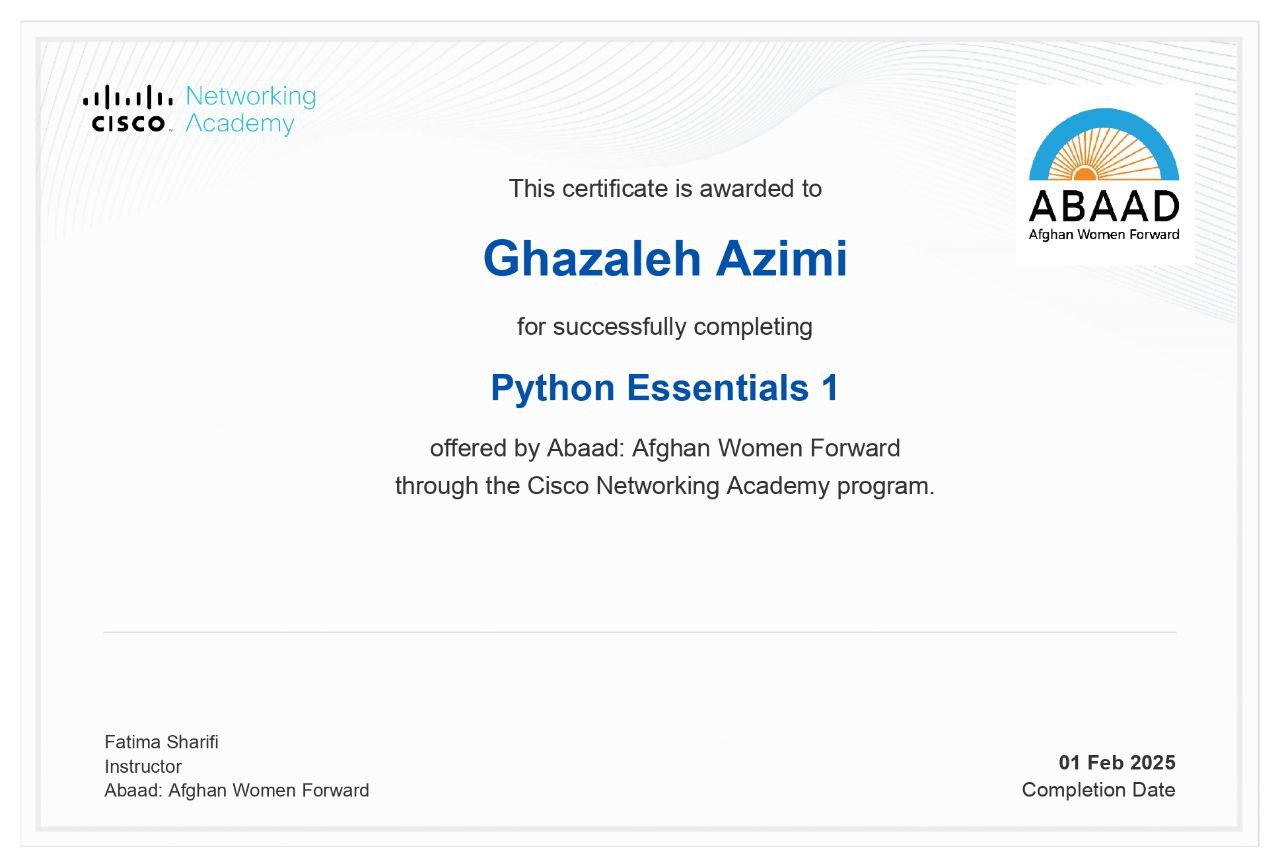 Networking
CISCO Academy
ABAAD
Afghan Women Forward
This certificate is awarded to
Ghazaleh Azimi
for successfully completing
Python Essentials 1
offered by Abaad: Afghan Women Forward
through the Cisco Networking Academy program.
Fatima Sharifi
Instructor
Abaad: Afghan Women Forward
01 Feb 2025
Completion Date